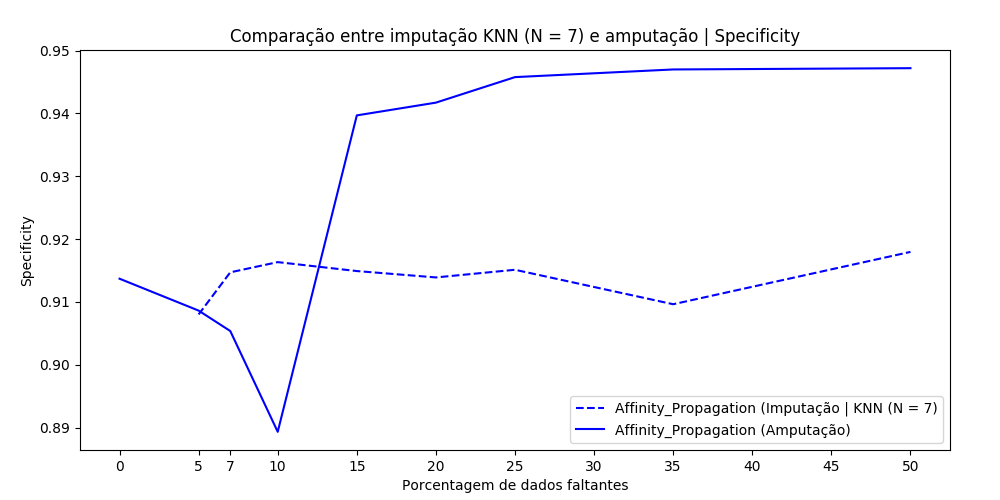 Comparação entre imputação KNN (N = 7) e amputação | Specificity
Specificity
0.95
0.94
0.93
0.92
0.91
0.90
0.89
0 5 7 10 15 20 25 30 35 40 45 50
Porcentagem de dados faltantes
Affinity_Propagation (Imputação | KNN (N = 7)
Affinity_Propagation (Amputação)